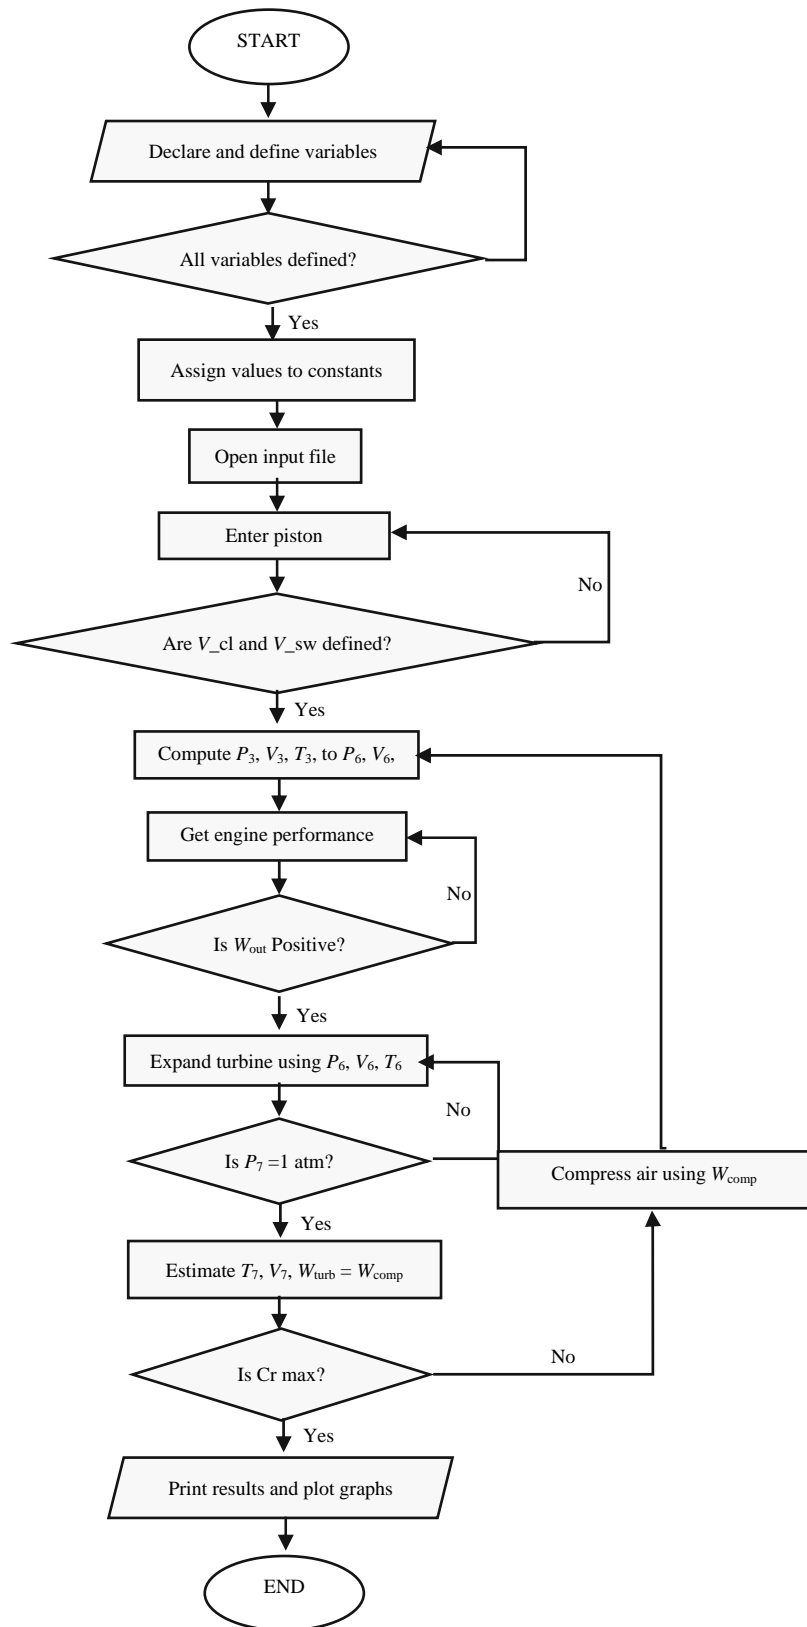 START
Declare and define variables
All variables defined?
Yes
Assign values to constants
Open input file
Enter piston
No
Are V_cl and V_sw defined?
Yes
Compute P₃, V₃, T₃, to P₆, V₆,
Get engine performance
No
Is Wout Positive?
Yes
Expand turbine using P₆, V₆, T₆
No
Is P₇ =1 atm?
Compress air using Wcomp
Yes
Estimate T₇, V₇, Wturb = Wcomp
Is Cr max?
No
Yes
Print results and plot graphs
END